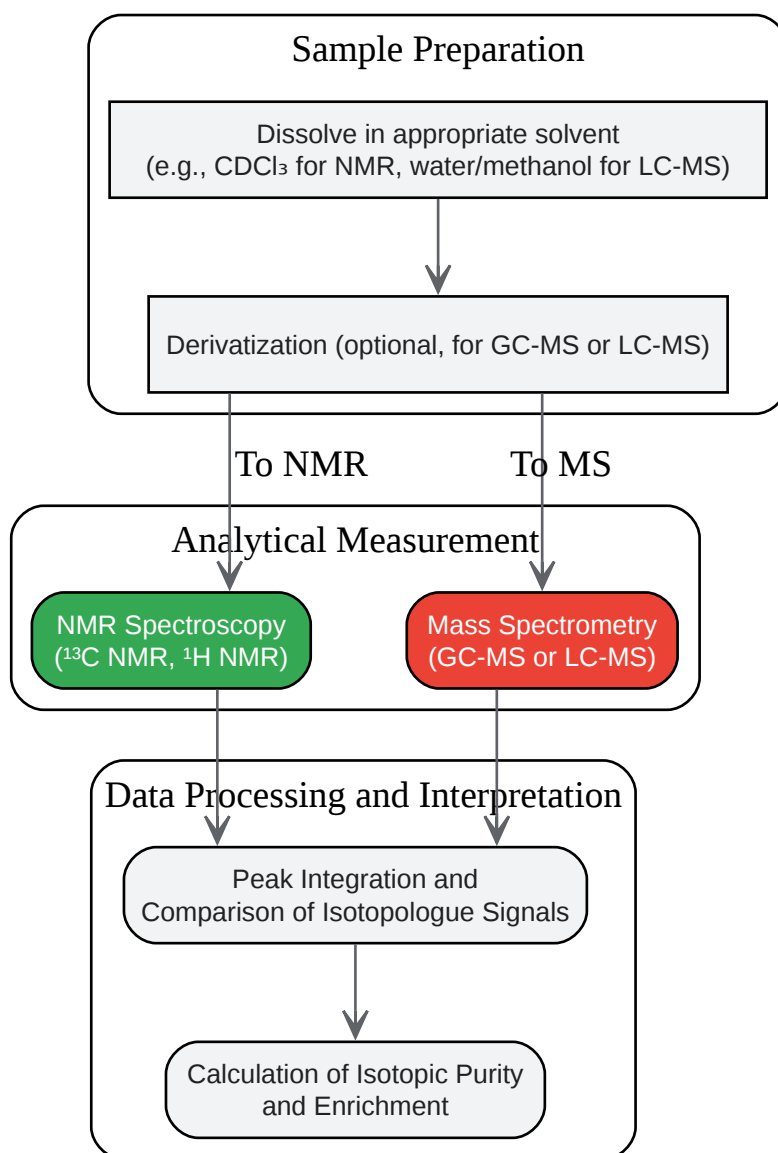 Sample Preparation
Dissolve in appropriate solvent
(e.g., CDCl₃ for NMR, water/methanol for LC-MS)
Derivatization (optional, for GC-MS or LC-MS)
To NMR
To MS
Analytical Measurement
NMR Spectroscopy
(¹³C NMR, ¹H NMR)
Mass Spectrometry
(GC-MS or LC-MS)
Data Processing and Interpretation
Peak Integration and
Comparison of Isotopologue Signals
Calculation of Isotopic Purity
and Enrichment